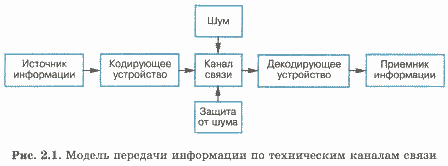 Шум
Источник
информации
Кодирующее
устройство
Канал
связи
Декодирующее
устройство
Приемник
информации
Защита
от шума
Рис. 2.1. Модель передачи информации по техническим каналам связи